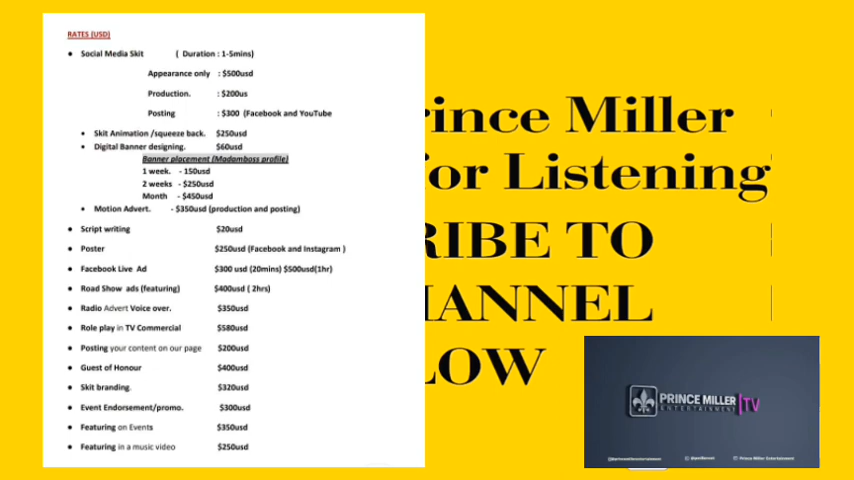 RATES (USD)
● Social Media Skit ( Duration : 1-5mins)
Appearance only : $500usd
Production. : $200us
Posting : $300 (Facebook and YouTube
• Skit Animation /squeeze back. $250usd
• Digital Banner designing. $60usd
Banner placement (Madamboss profile)
1 week. - 150usd
2 weeks - $250usd
Month - $450usd
• Motion Advert. - $350usd (production and posting)
● Script writing $20usd
● Poster $250usd (Facebook and Instagram )
● Facebook Live Ad $300 usd (20mins) $500usd(1hr)
● Road Show ads (featuring) $400usd ( 2hrs)
● Radio Advert Voice over. $350usd
● Role play in TV Commercial $580usd
● Posting your content on our page $200usd
● Guest of Honour $400usd
● Skit branding. $320usd
● Event Endorsement/promo. $300usd
● Featuring on Events $350usd
● Featuring in a music video $250usd
rince Miller
or Listening
RIBE TO
HANNEL
LOW
PRINCE MILLER TV
ENTERTAINMENT
Prince Miller Entertainment